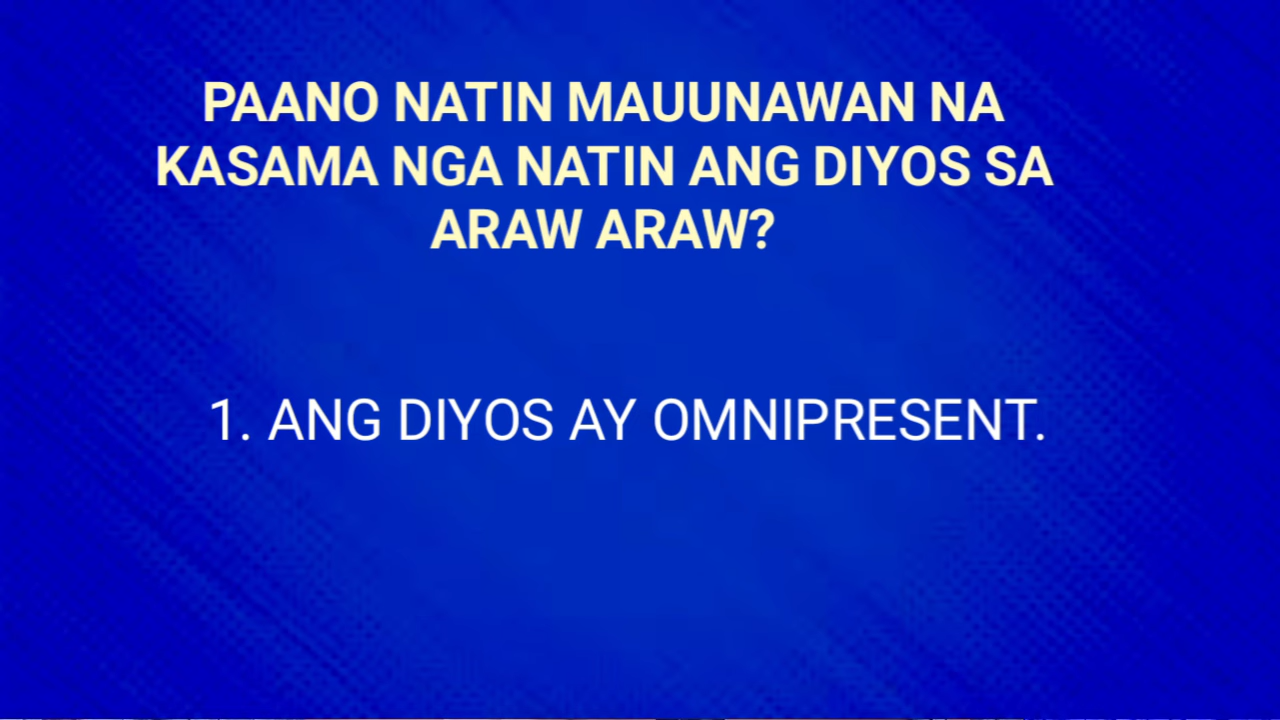 PAANO NATIN MAUUNAWAN NA
KASAMA NGA NATIN ANG DIYOS SA
ARAW ARAW?
1. ANG DIYOS AY OMNIPRESENT.